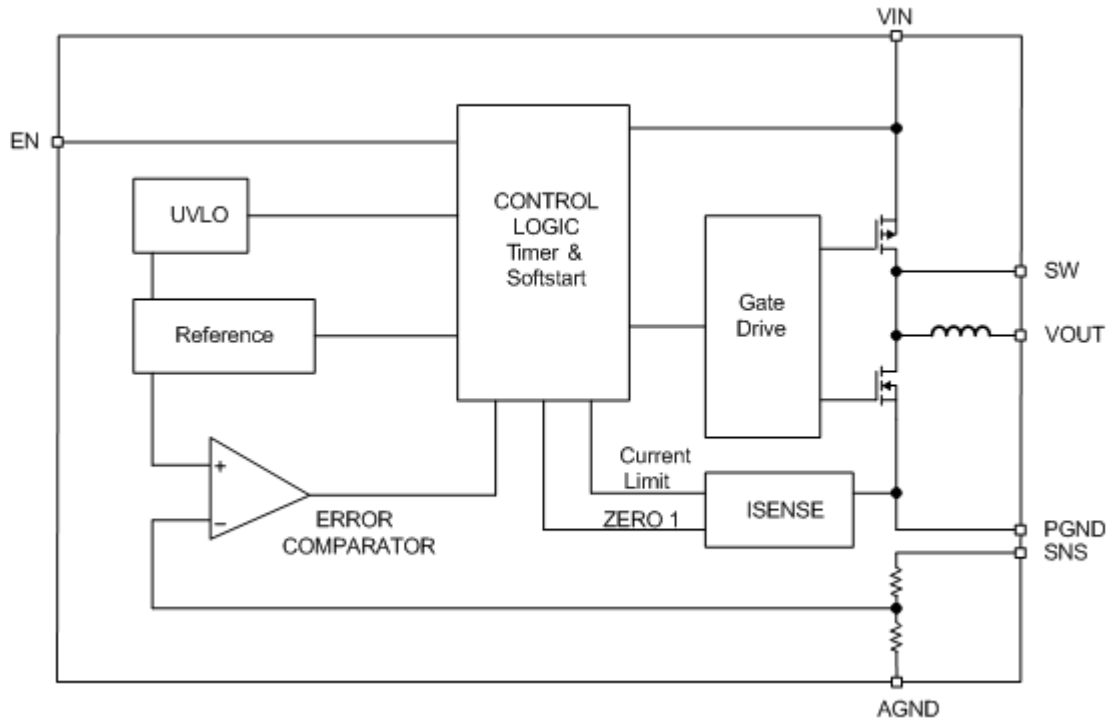 VIN
EN
UVLO
CONTROL
LOGIC
Timer &
Softstart
Reference
Gate
Drive
SW
VOUT
+
−
ERROR
COMPARATOR
Current
Limit
ZERO 1
ISENSE
PGND
SNS
AGND